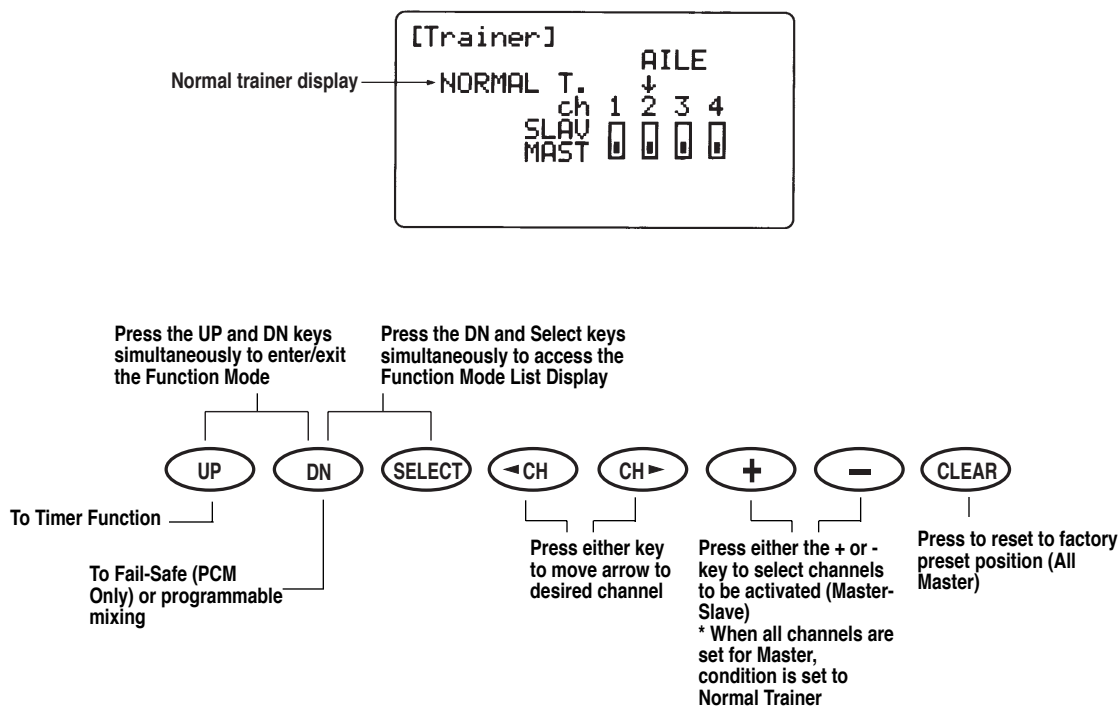 [Trainer]
AILE
Normal trainer display
NORMAL T. ↓
ch 1 2 3 4
SLAV
MAST
Press the UP and DN keys
simultaneously to enter/exit
the Function Mode
Press the DN and Select keys
simultaneously to access the
Function Mode List Display
UP DN SELECT ◄CH CH► + – CLEAR
To Timer Function
To Fail-Safe (PCM
Only) or programmable
mixing
Press either key
to move arrow to
desired channel
Press either the + or -
key to select channels
to be activated (Master-
Slave)
* When all channels are
set for Master,
condition is set to
Normal Trainer
Press to reset to factory
preset position (All
Master)